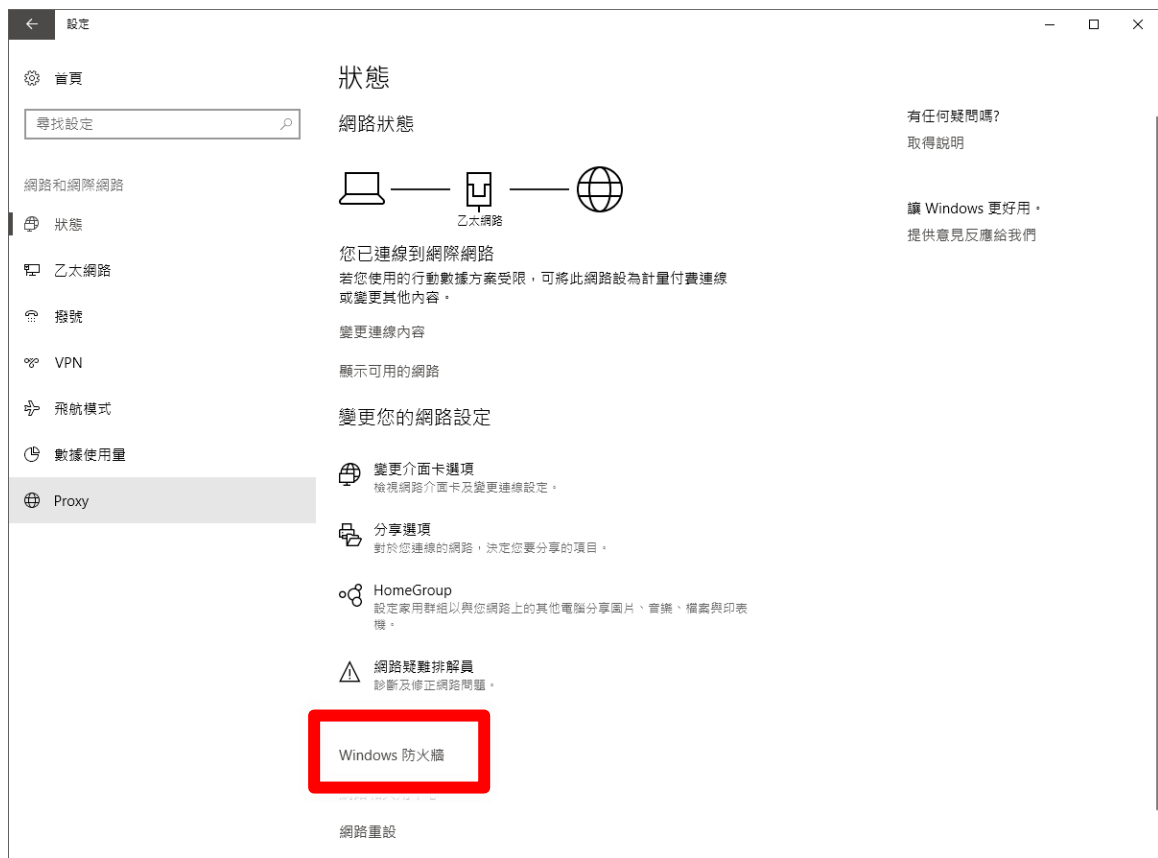 設定
首頁
尋找設定
網路和網際網路
狀態
乙太網路
撥號
VPN
飛航模式
數據使用量
Proxy
狀態
網路狀態
乙太網路
您已連線到網際網路
若您使用的行動數據方案受限，可將此網路設為計量付費連線
或變更其他內容。
變更連線內容
顯示可用的網路
變更您的網路設定
變更介面卡選項
檢視網路介面卡及變更連線設定。
分享選項
對於您連線的網路，決定您要分享的項目。
HomeGroup
設定家用群組以與您網路上的其他電腦分享圖片、音樂、檔案與印表
機。
網路疑難排解員
診斷及修正網路問題。
Windows 防火牆
網路重設
有任何疑問嗎?
取得說明
讓 Windows 更好用。
提供意見反應給我們